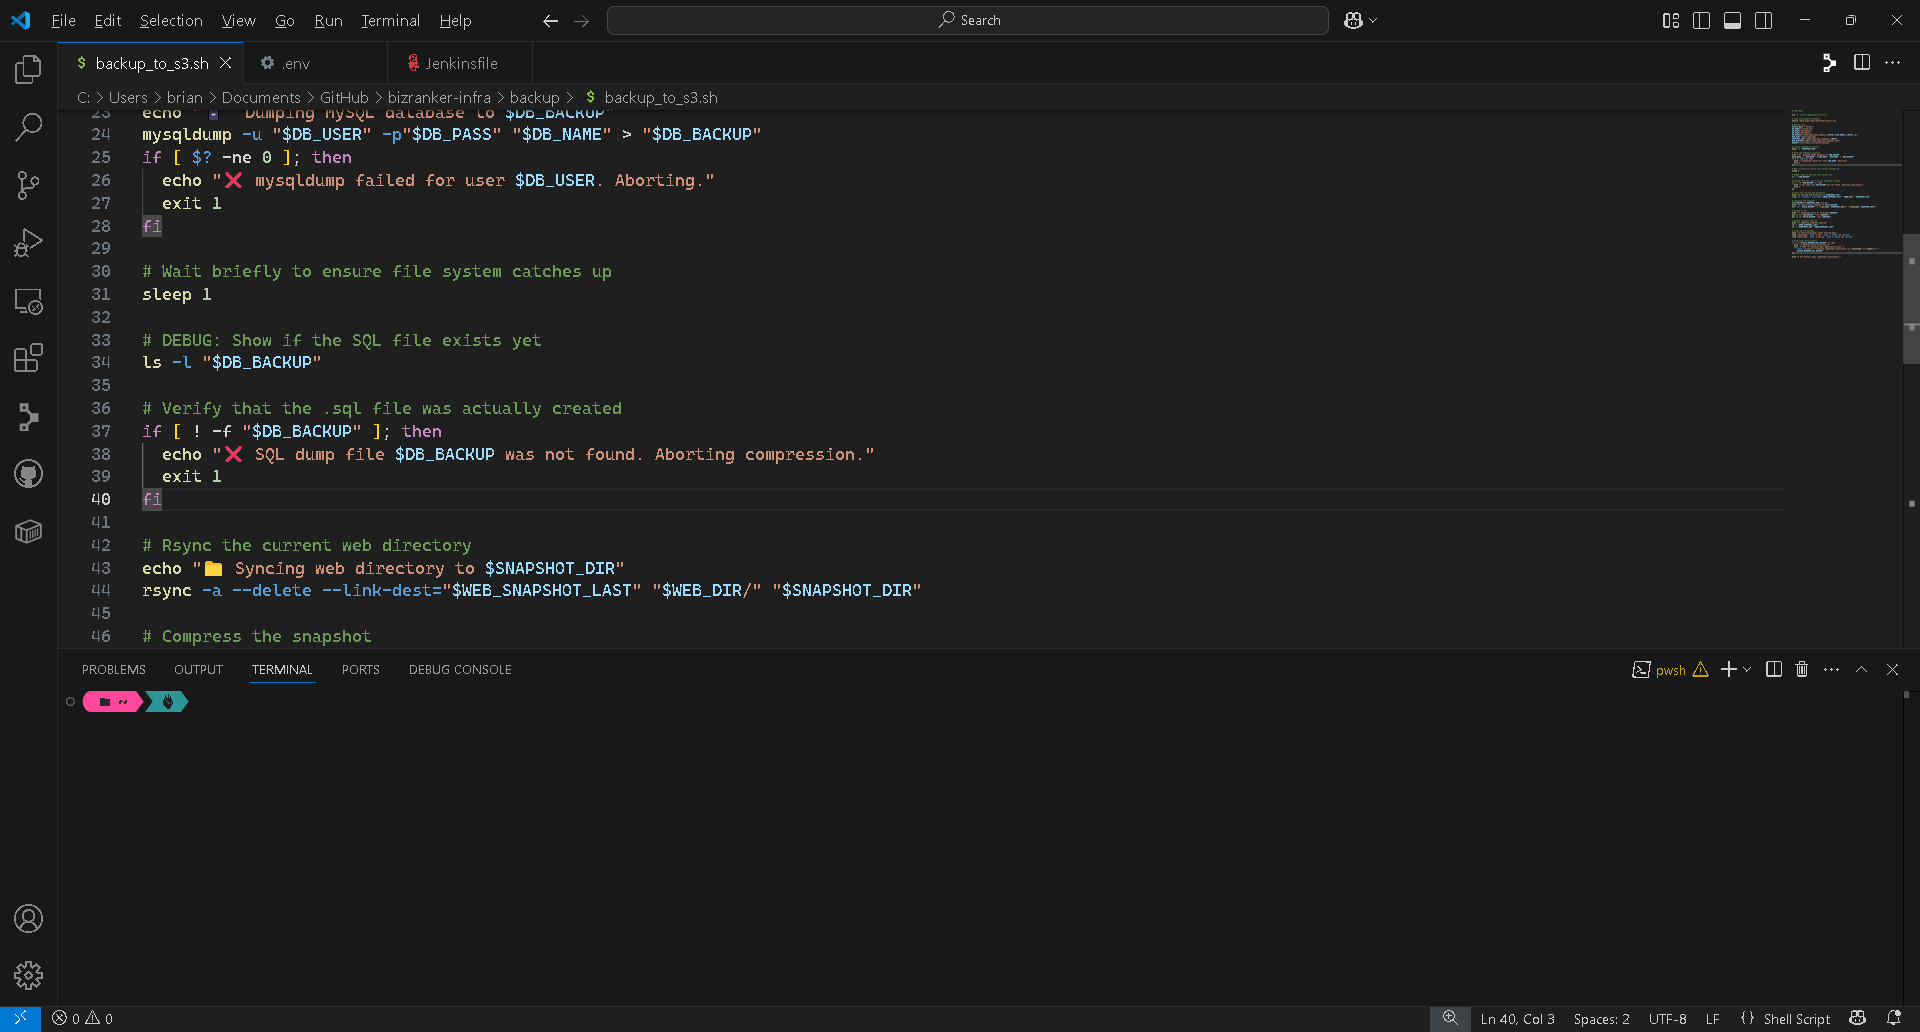 File Edit Selection View Go Run Terminal Help
Search
backup_to_s3.sh
.env
Jenkinsfile
C: > Users > brian > Documents > GitHub > bizranker-infra > backup > $ backup_to_s3.sh
23 echo " Dumping MySQL database to $DB_BACKUP"
24 mysqldump -u "$DB_USER" -p"$DB_PASS" "$DB_NAME" > "$DB_BACKUP"
25 if [ $? -ne 0 ]; then
26 echo "❌ mysqldump failed for user $DB_USER. Aborting."
27 exit 1
28 fi
29
30 # Wait briefly to ensure file system catches up
31 sleep 1
32
33 # DEBUG: Show if the SQL file exists yet
34 ls -l "$DB_BACKUP"
35
36 # Verify that the .sql file was actually created
37 if [ ! -f "$DB_BACKUP" ]; then
38 echo "❌ SQL dump file $DB_BACKUP was not found. Aborting compression."
39 exit 1
40 fi
41
42 # Rsync the current web directory
43 echo "📁 Syncing web directory to $SNAPSHOT_DIR"
44 rsync -a --delete --link-dest="$WEB_SNAPSHOT_LAST" "$WEB_DIR/" "$SNAPSHOT_DIR"
45
46 # Compress the snapshot
PROBLEMS OUTPUT TERMINAL PORTS DEBUG CONSOLE
pwsh
~
0 0
Ln 40, Col 3 Spaces: 2 UTF-8 LF {} Shell Script